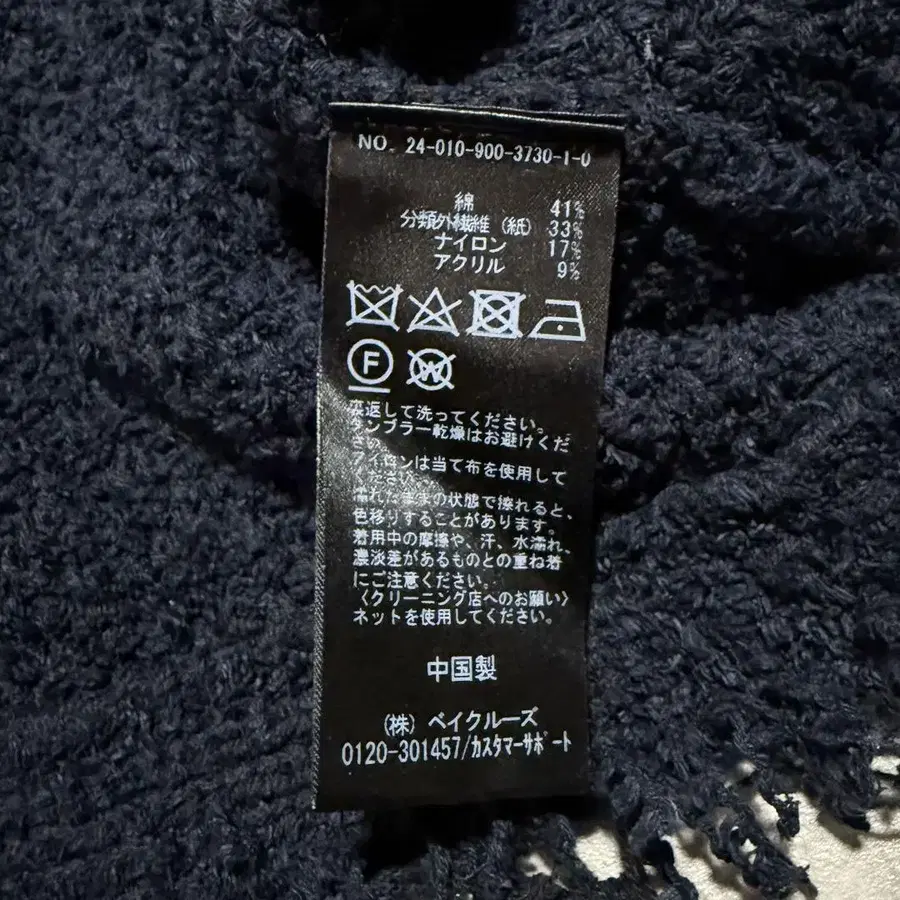 NO. 24-010-900-3730-1-0
綿 41%
分類外繊維(紙) 33%
ナイロン 17%
アクリル 9%
F
W
裏返して洗ってください。
タンブラー乾燥はお避けくだ
さい。
アイロンは当て布を使用して
ください。
濡れたままの状態で擦れると、
色移りすることがあります。
着用中の摩擦や、汗、水濡れ、
濃淡差があるものとの重ね着
にご注意ください。
〈クリーニング店へのお願い〉
ネットを使用してください。
中国製
(株) ベイクルーズ
0120-301457/カスタマーサポート